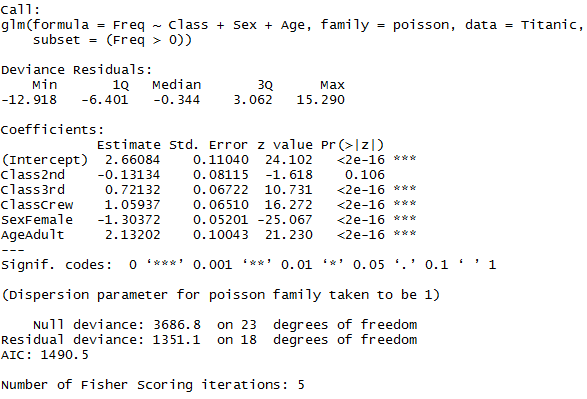 Call:
glm(formula = Freq ~ Class + Sex + Age, family = poisson, data = Titanic,
    subset = (Freq > 0))
Deviance Residuals:
    Min      1Q  Median      3Q     Max
-12.918  -6.401  -0.344   3.062  15.290
Coefficients:
            Estimate Std. Error z value Pr(>|z|)
(Intercept)  2.66084    0.11040  24.102   <2e-16 ***
Class2nd    -0.13134    0.08115  -1.618    0.106
Class3rd     0.72132    0.06722  10.731   <2e-16 ***
ClassCrew    1.05937    0.06510  16.272   <2e-16 ***
SexFemale   -1.30372    0.05201 -25.067   <2e-16 ***
AgeAdult     2.13202    0.10043  21.230   <2e-16 ***
---
Signif. codes:  0 ‘***’ 0.001 ‘**’ 0.01 ‘*’ 0.05 ‘.’ 0.1 ‘ ’ 1
(Dispersion parameter for poisson family taken to be 1)
    Null deviance: 3686.8  on 23  degrees of freedom
Residual deviance: 1351.1  on 18  degrees of freedom
AIC: 1490.5
Number of Fisher Scoring iterations: 5